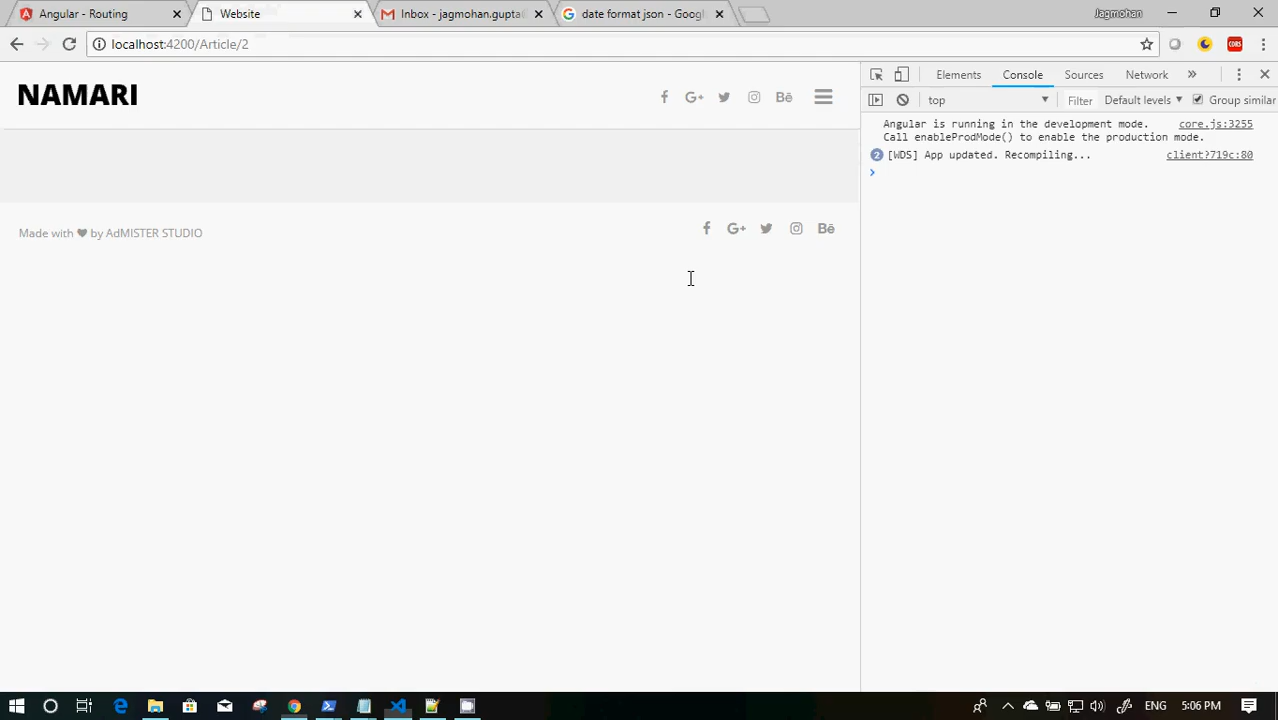 Angular - Routing
Website
Inbox - jagmohan.gupta
date format json - Googl
Jagmohan
localhost:4200/Article/2
CORS
NAMARI
Made with ❤ by AdMISTER STUDIO
Elements
Console
Sources
Network
top
Filter
Default levels
Group similar
Angular is running in the development mode. core.js:3255
Call enableProdMode() to enable the production mode.
2 [WDS] App updated. Recompiling... client?719c:80
ENG
5:06 PM